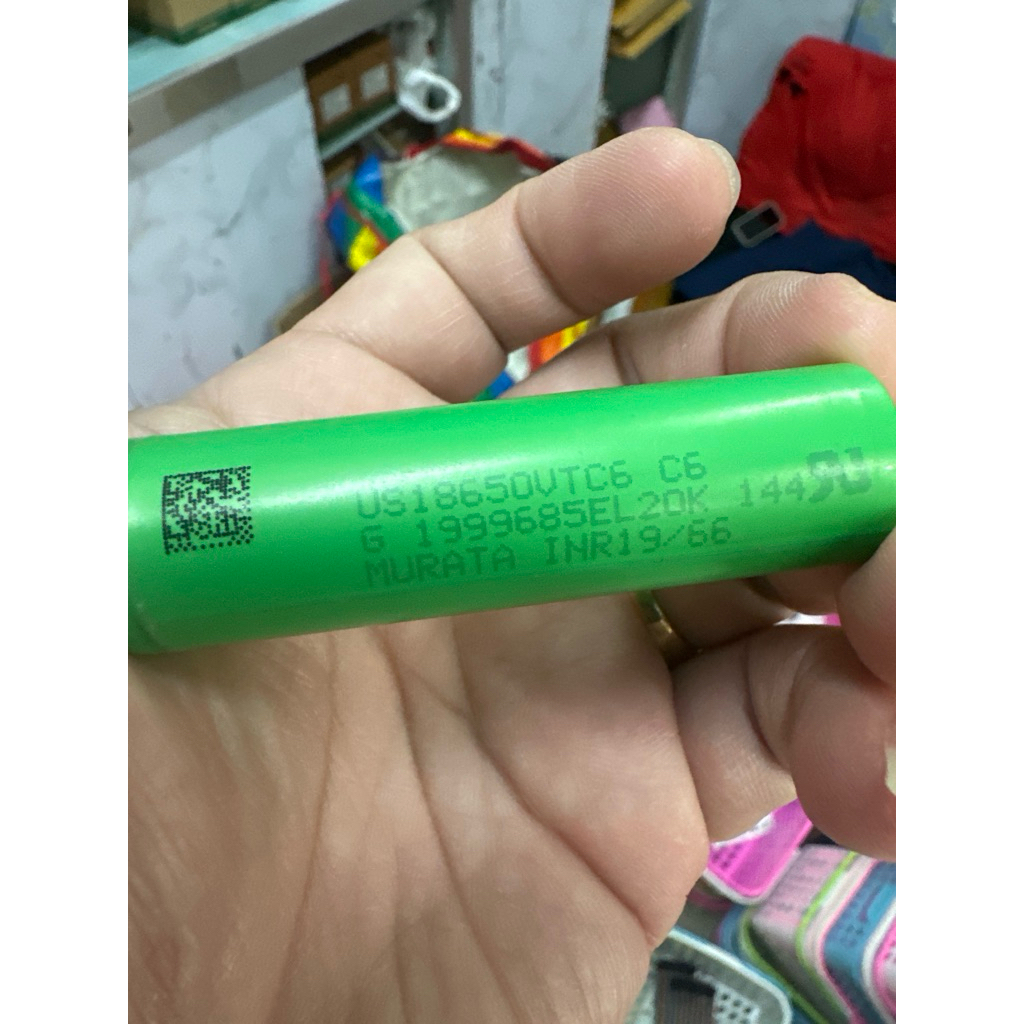 US18650VTC6 C6
G 1999685EL20K 144
MURATA INR19/66